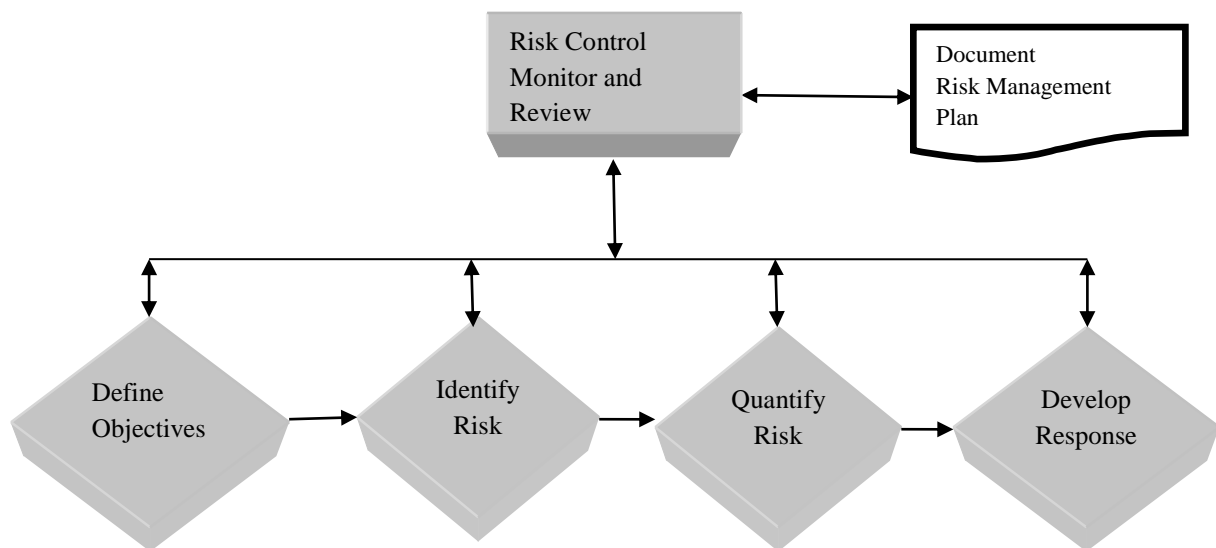 Risk Control
Monitor and
Review
Document
Risk Management
Plan
Define
Objectives
Identify
Risk
Quantify
Risk
Develop
Response